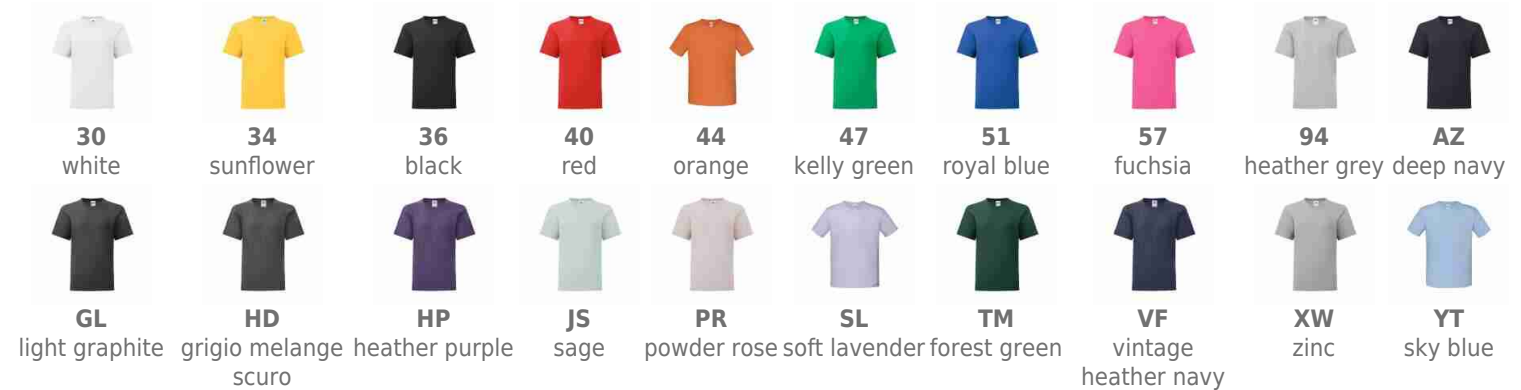 30 34 36 40 44 47 51 57 94 AZ
white sunflower black red orange kelly green royal blue fuchsia heather grey deep navy
GL HD HP JS PR SL TM VF XW YT
light graphite grigio melange heather purple sage powder rose soft lavender forest green vintage zinc sky blue
scuro heather navy